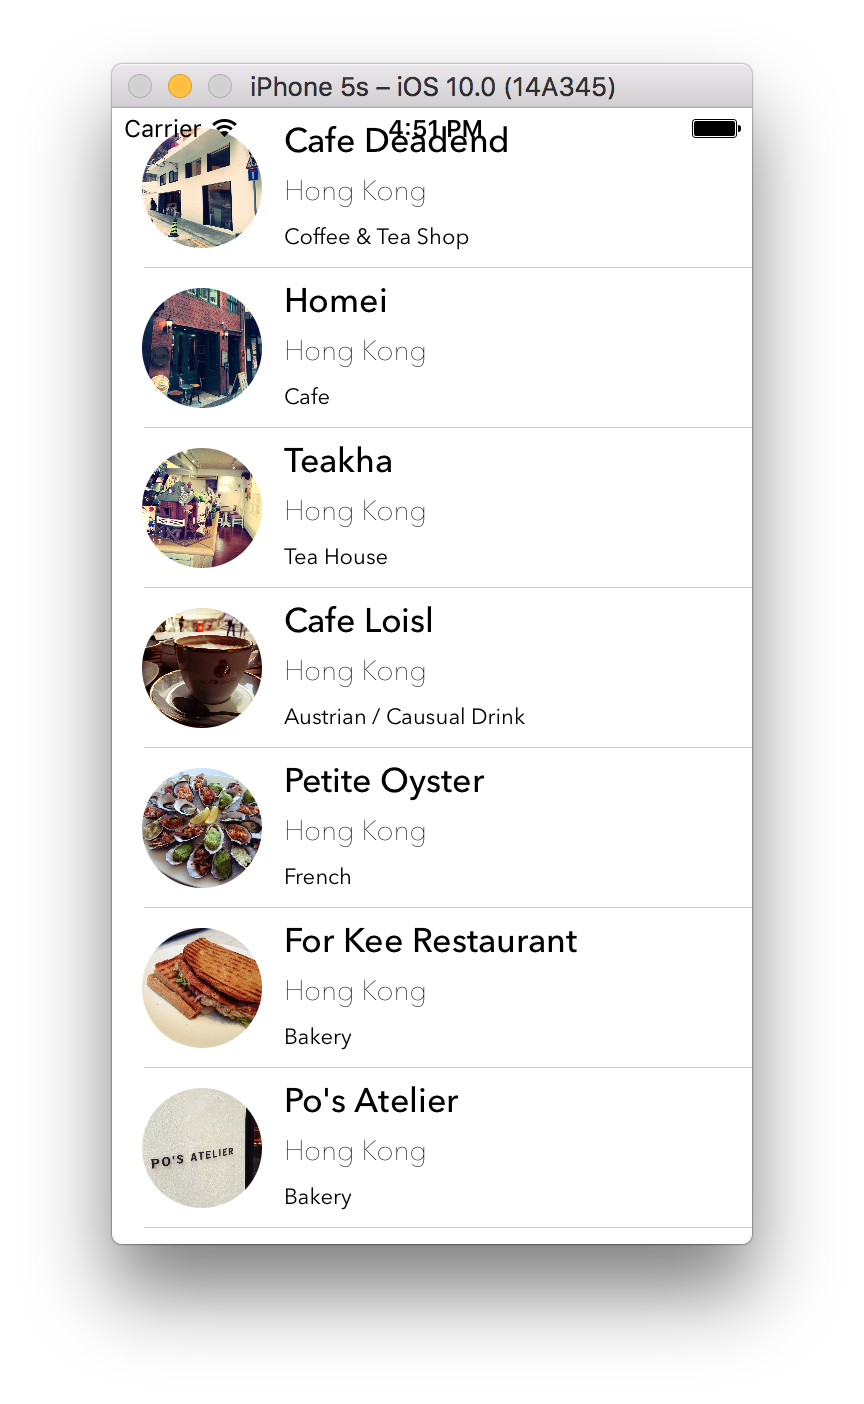 iPhone 5s – iOS 10.0 (14A345)
Carrier 4:51 PM
Cafe Deadend
Hong Kong
Coffee & Tea Shop
Homei
Hong Kong
Cafe
Teakha
Hong Kong
Tea House
Cafe Loisl
Hong Kong
Austrian / Causual Drink
Petite Oyster
Hong Kong
French
For Kee Restaurant
Hong Kong
Bakery
Po's Atelier
Hong Kong
PO'S ATELIER
Bakery